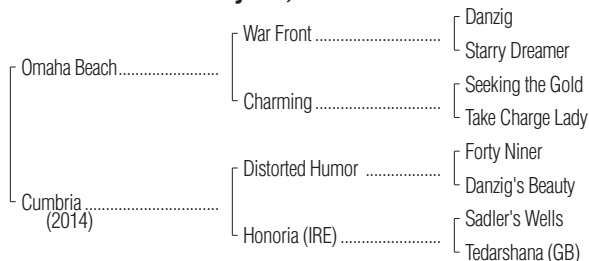 Danzig
War Front
Starry Dreamer
Omaha Beach
Seeking the Gold
Charming
Take Charge Lady
Forty Niner
Distorted Humor
Danzig's Beauty
Cumbria
(2014)
Sadler's Wells
Honoria (IRE)
Tedarshana (GB)